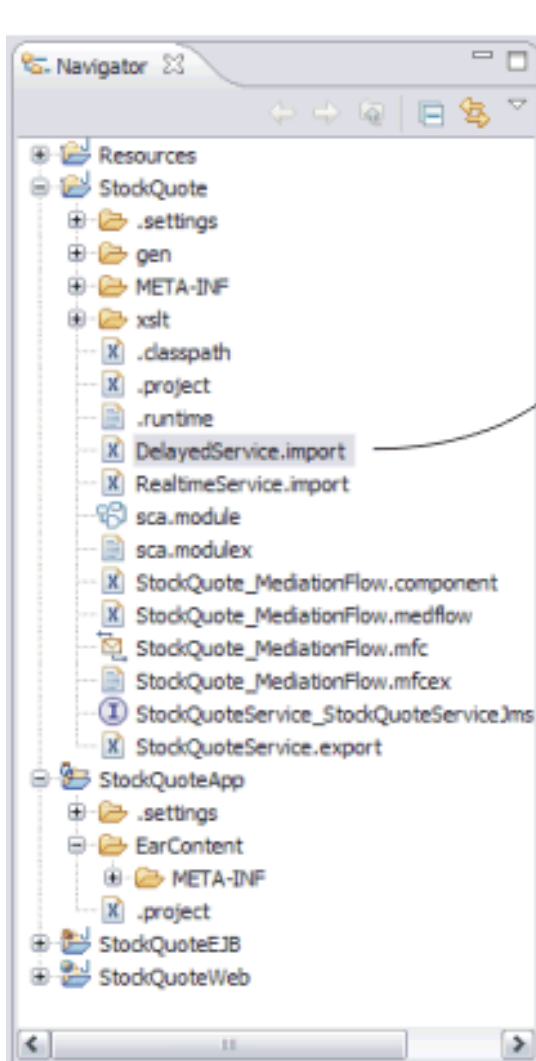 Navigator
Resources
StockQuote
.settings
gen
META-INF
xslt
.classpath
.project
.runtime
DelayedService.import
RealtimeService.import
sca.module
sca.modulex
StockQuote_MediationFlow.component
StockQuote_MediationFlow.medflow
StockQuote_MediationFlow.mfc
StockQuote_MediationFlow.mfcex
StockQuoteService_StockQuoteServiceJms
StockQuoteService.export
StockQuoteApp
.settings
EarContent
META-INF
.project
StockQuoteEJB
StockQuoteWeb